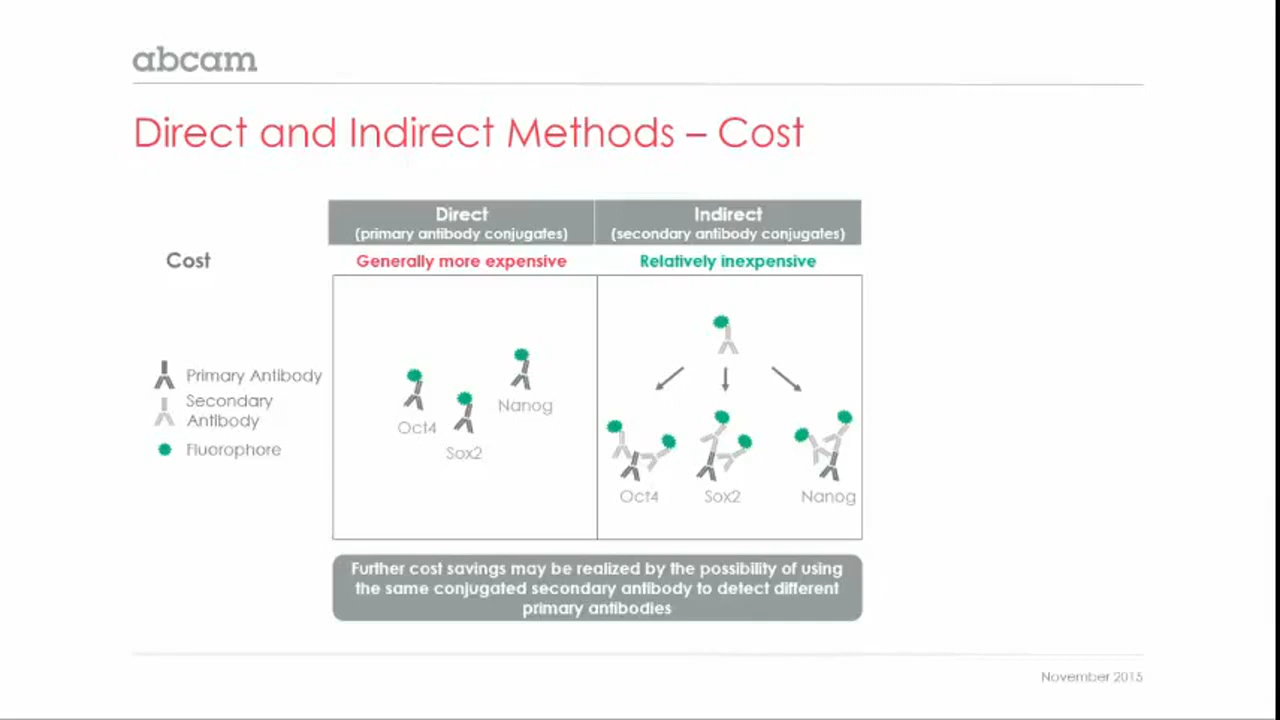 abcam
Direct and Indirect Methods – Cost
Direct
(primary antibody conjugates)
Indirect
(secondary antibody conjugates)
Cost
Generally more expensive
Relatively inexpensive
Primary Antibody
Secondary
Antibody
Fluorophore
Oct4
Sox2
Nanog
Oct4
Sox2
Nanog
Further cost savings may be realized by the possibility of using
the same conjugated secondary antibody to detect different
primary antibodies
November 2015